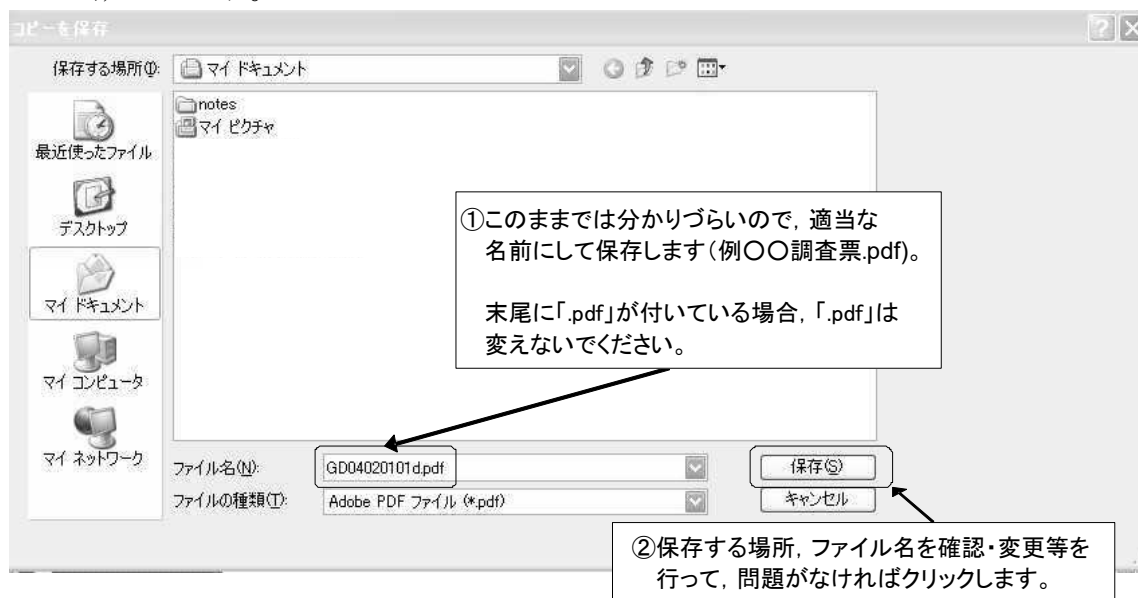 コピーを保存
保存する場所(I):
マイ ドキュメント
notes
マイ ピクチャ
最近使ったファイル
デスクトップ
マイ ドキュメント
マイ コンピュータ
マイ ネットワーク
①このままでは分かりづらいので，適当な
名前にして保存します（例〇〇調査票.pdf)。
末尾に「.pdf」が付いている場合，「.pdf」は
変えないでください。
ファイル名(N):
GD04020101d.pdf
保存(S)
ファイルの種類(T):
Adobe PDF ファイル (*.pdf)
キャンセル
②保存する場所，ファイル名を確認・変更等を
行って，問題がなければクリックします。